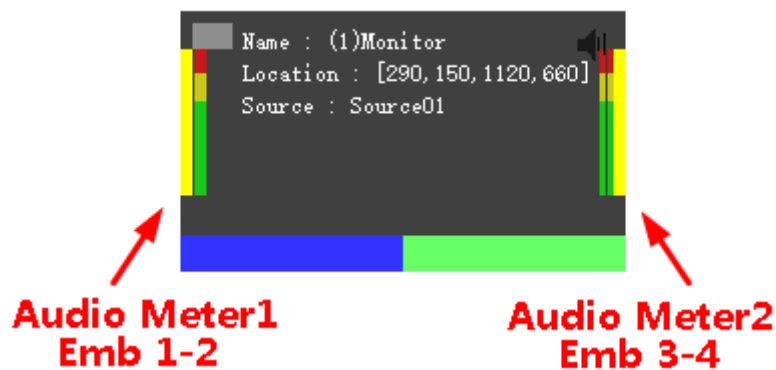 Name : (1)Monitor
Location : [290,150,1120,660]
Source : Source01
Audio Meter1
Emb 1-2
Audio Meter2
Emb 3-4